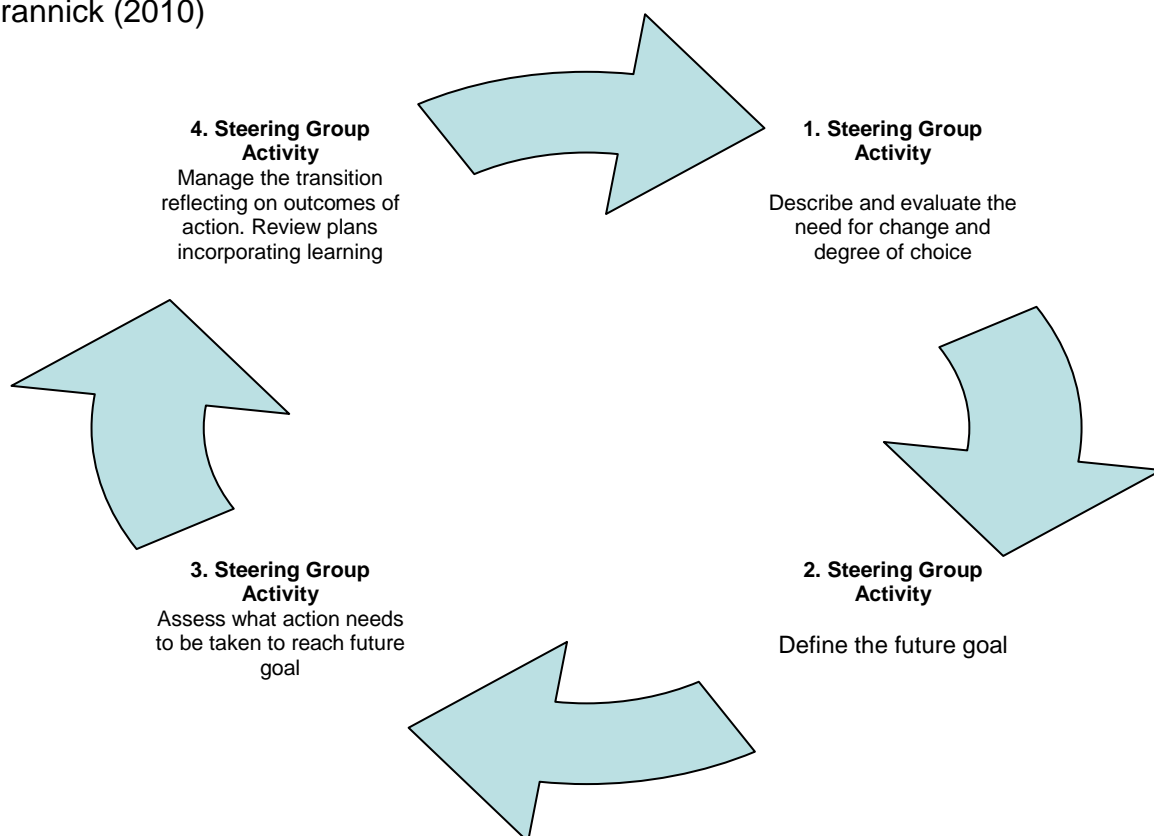 rannick (2010)
4. Steering Group
Activity
Manage the transition
reflecting on outcomes of
action. Review plans
incorporating learning
1. Steering Group
Activity
Describe and evaluate the
need for change and
degree of choice
3. Steering Group
Activity
Assess what action needs
to be taken to reach future
goal
2. Steering Group
Activity
Define the future goal